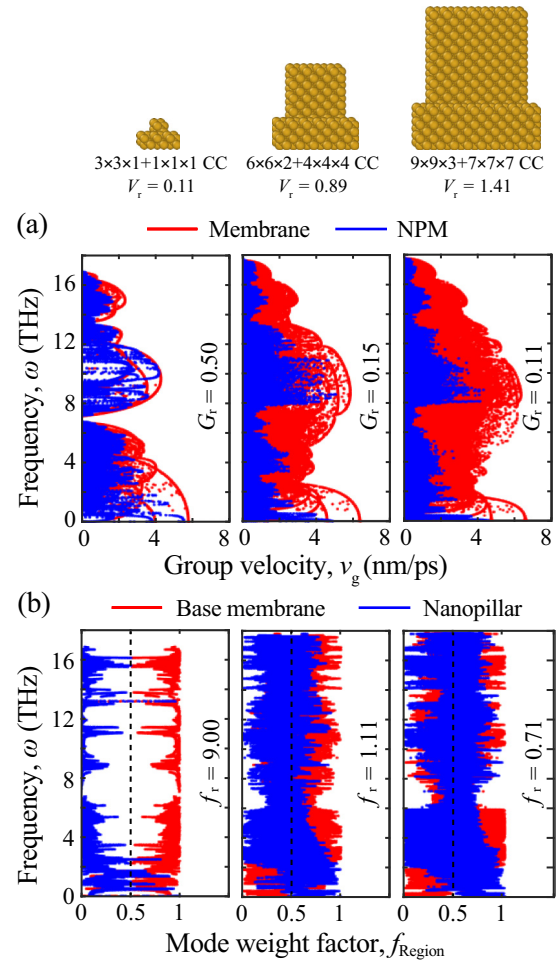 3×3×1+1×1×1 CC 6×6×2+4×4×4 CC 9×9×3+7×7×7 CC
V_r = 0.11 V_r = 0.89 V_r = 1.41
(a)
Membrane NPM
16
12
8
4
0
Frequency, ω (THz)
G_r = 0.50
G_r = 0.15
G_r = 0.11
0 4 8 0 4 8 0 4 8
Group velocity, v_g (nm/ps)
(b)
Base membrane Nanopillar
16
12
8
4
0
Frequency, ω (THz)
f_r = 9.00
f_r = 1.11
f_r = 0.71
0 0.5 1 0 0.5 1 0 0.5 1
Mode weight factor, f_Region